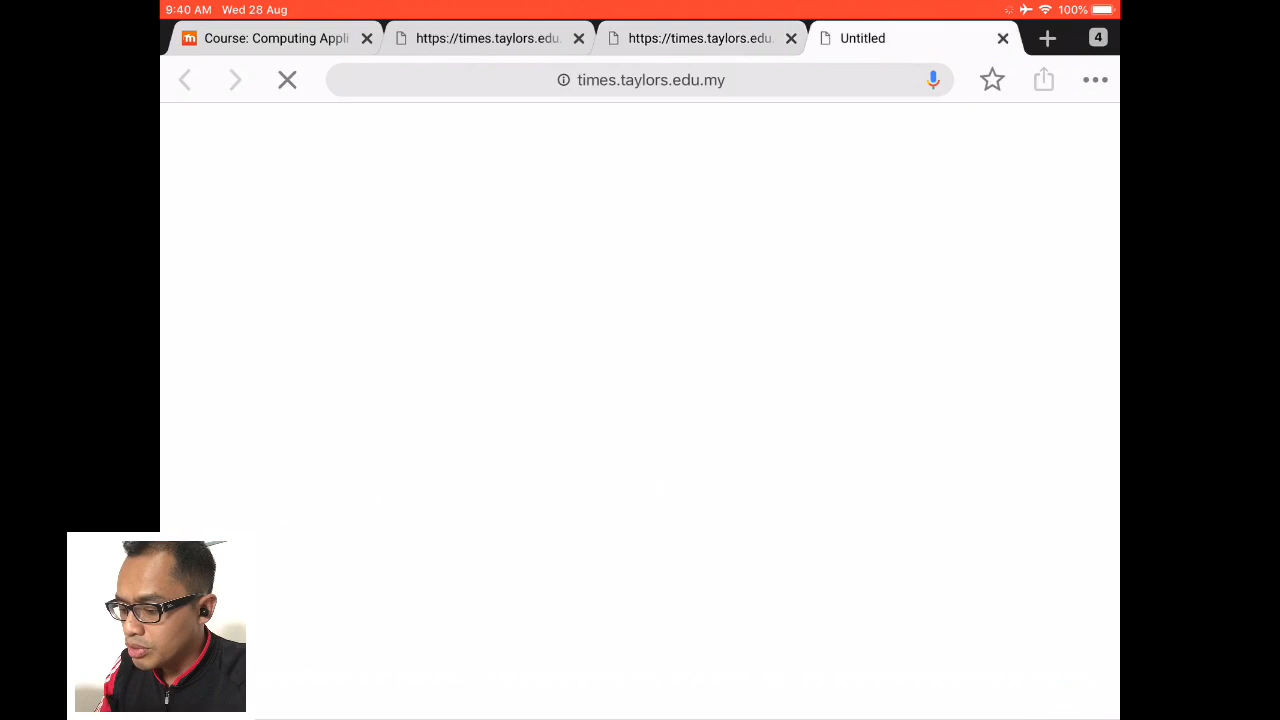 9:40 AM Wed 28 Aug 100%
Course: Computing Appli https://times.taylors.edu. https://times.taylors.edu. Untitled 4
times.taylors.edu.my